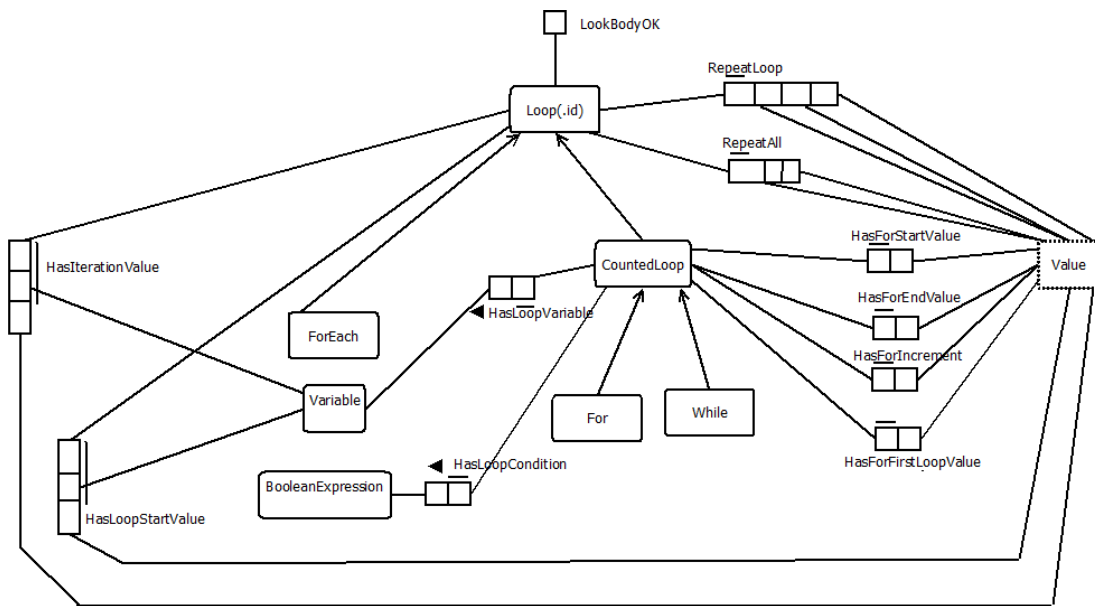 LookBodyOK
RepeatLoop
Loop(.id)
RepeatAll
HasForStartValue
HasIterationValue
CountedLoop
Value
HasForEndValue
HasLoopVariable
ForEach
HasForIncrement
Variable
For
While
HasLoopCondition
HasForFirstLoopValue
BooleanExpression
HasLoopStartValue